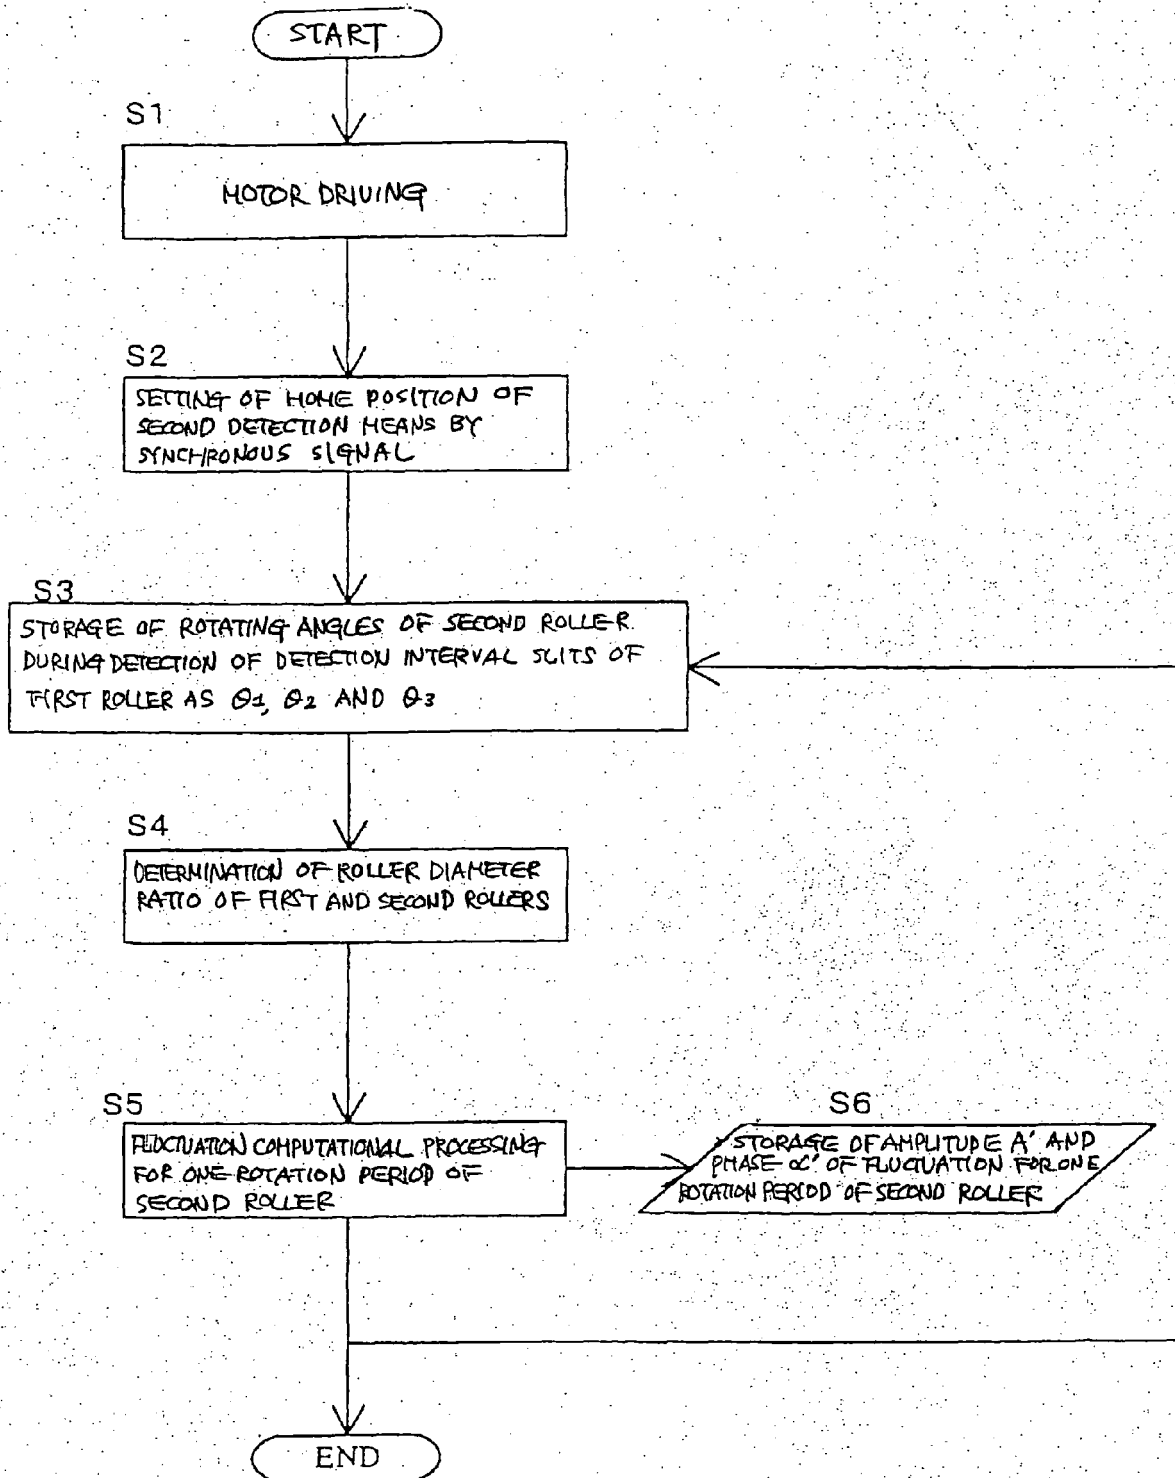 START
S1
MOTOR DRIVING
S2
SETTING OF HOME POSITION OF
SECOND DETECTION MEANS BY
SYNCHRONOUS SIGNAL
S3
STORAGE OF ROTATING ANGLES OF SECOND ROLLER
DURING DETECTION OF DETECTION INTERVAL SLITS OF
FIRST ROLLER AS θ1, θ2 AND θ3
S4
DETERMINATION OF ROLLER DIAMETER
RATIO OF FIRST AND SECOND ROLLERS
S5
FLUCTUATION COMPUTATIONAL PROCESSING
FOR ONE ROTATION PERIOD OF
SECOND ROLLER
S6
STORAGE OF AMPLITUDE A' AND
PHASE α' OF FLUCTUATION FOR ONE
ROTATION PERIOD OF SECOND ROLLER
END